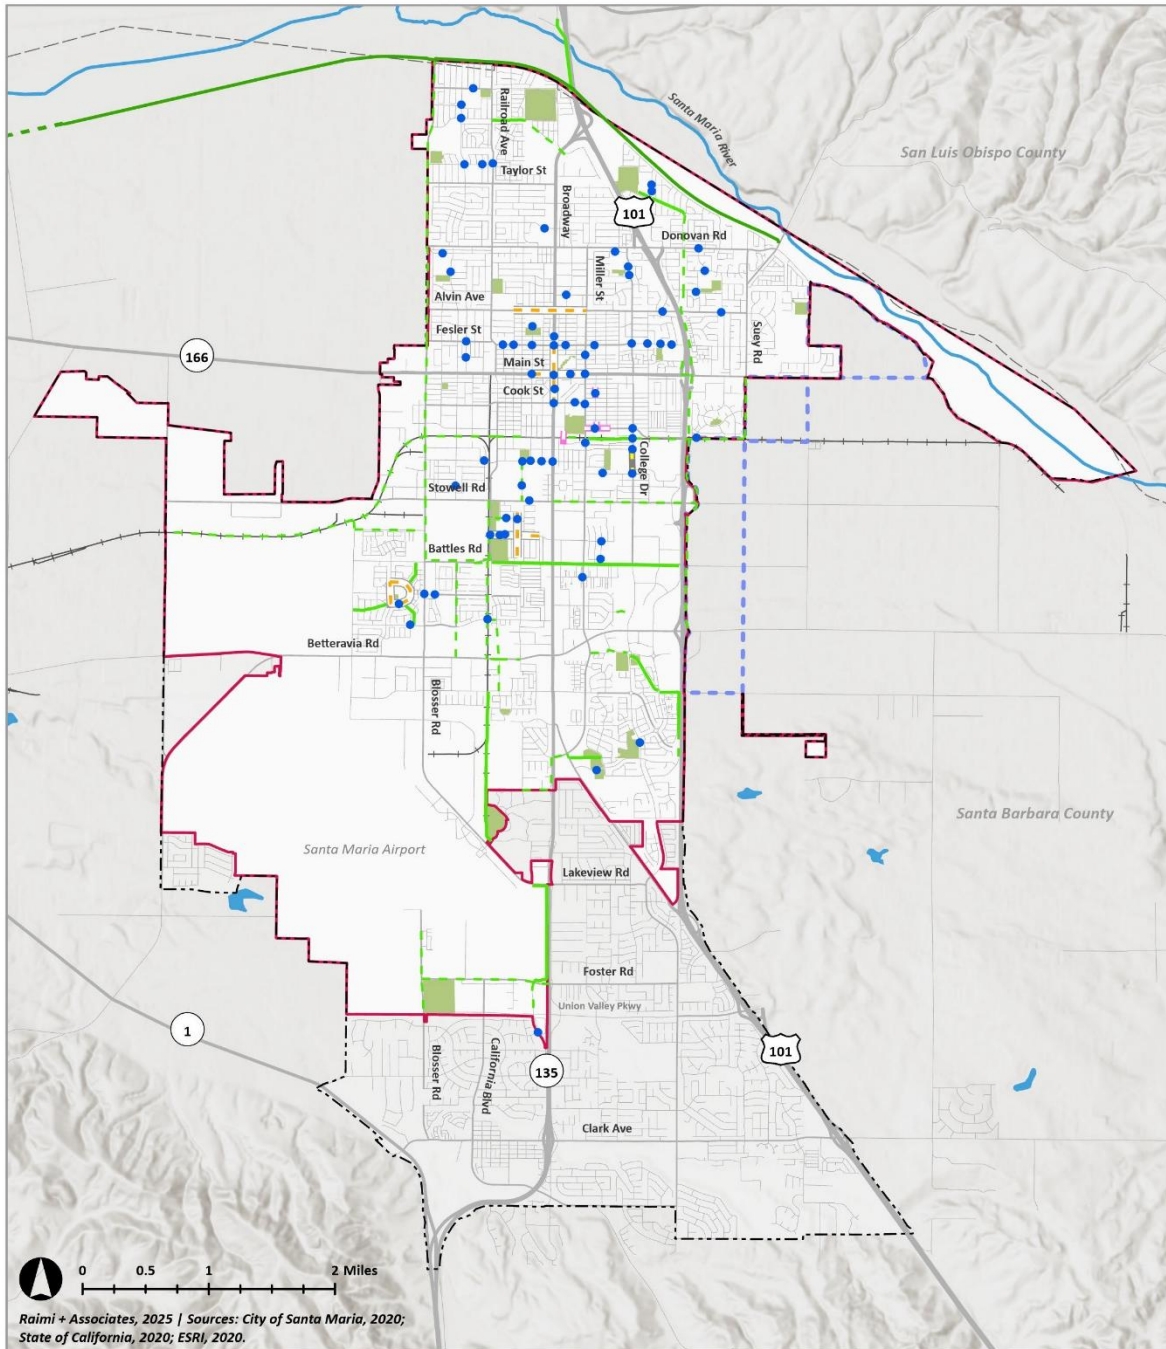 Santa Maria River
San Luis Obispo County
Railroad Ave
Taylor St
Broadway
101
Donovan Rd
Miller St
Alvin Ave
Fesler St
Suey Rd
166
Main St
Cook St
College Dr
Stowell Rd
Battles Rd
Betteravia Rd
Blosser Rd
Santa Barbara County
Santa Maria Airport
Lakeview Rd
Foster Rd
Union Valley Pkwy
1
Blosser Rd
California Blvd
135
101
Clark Ave
0 0.5 1 2 Miles
Raimi + Associates, 2025 | Sources: City of Santa Maria, 2020;
State of California, 2020; ESRI, 2020.